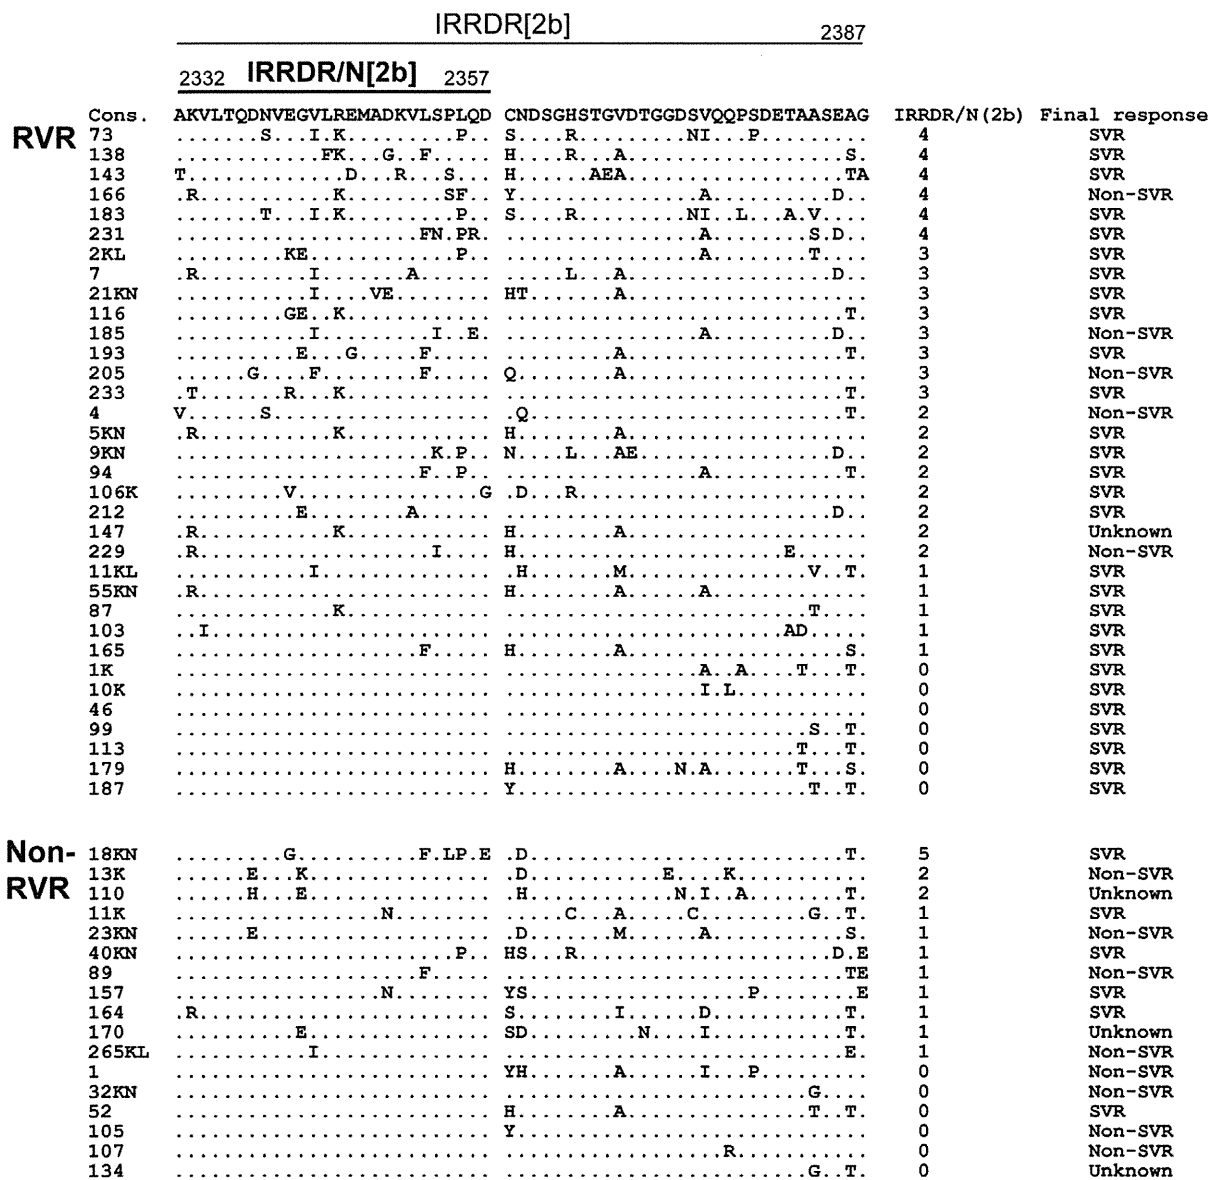 IRRDR[2b]
2387
2332 IRRDR/N[2b] 2357
Cons. AKVLTQDNVEGVLREMADKVLSPLQD CNDSGHSTGVDTGGDSVQQPSDETAASEAG IRRDR/N(2b) Final response
RVR
73 .......S...I.K.........P.. S....R.........NI...P......... 4 SVR
138 ............FK...G..F..... H....R...A..................S. 4 SVR
143 T.............D...K...S... H......AEA..................TA 4 SVR
166 .R...........K........SF.. Y...............A..........D.. 4 Non-SVR
183 .......T...I.K.........P.. S....R.........NI..L...A.V.... 4 SVR
231 ....................FN.PR. ................A........S.D.. 4 SVR
2KL .........KE............P.. ................A........T.... 3 SVR
7 .R.........I.......A...... .....L...A.................D.. 3 SVR
21KN ...........I....VE........ HT.......A.................... 3 SVR
116 .........GE..K............ ............................T. 3 SVR
185 ...........I.........I..E. ................A..........D.. 3 Non-SVR
193 ..........E...G.....F..... .........A..................T. 3 SVR
205 ......G....F........F..... Q........A.................... 3 Non-SVR
233 .T.......R...K............ ............................T. 3 SVR
4 V......S.................. .Q..........................T. 2 Non-SVR
5KN .R...........K............ H........A.................... 2 SVR
9KN .....................K.P.. N....L...AE................D.. 2 SVR
94 ....................F..P.. ................A...........T. 2 SVR
106K .........V...............G .D...R........................ 2 SVR
212 ..........E........A...... ...........................D.. 2 SVR
147 .R...........K............ H........A.................... 2 Unknown
229 .R...................I.... H......................E...... 2 Non-SVR
11KL ...........I.............. .H.......M...............V..T. 1 SVR
55KN .R........................ H........A......A............. 1 SVR
87 .............K............ .........................T.... 1 SVR
103 ..I....................... .......................AD..... 1 SVR
165 ....................F..... H........A..................S. 1 SVR
1K .......................... ................A..A....T...T. 0 SVR
10K .......................... ................I.L........... 0 SVR
46 .......................... .............................. 0 SVR
99 .......................... .........................S..T. 0 SVR
113 .......................... ........................T...T. 0 SVR
179 .......................... H........A....N.A.......T...S. 0 SVR
187 .......................... Y........................T..T. 0 SVR
Non-RVR
18KN .........G..........F.LP.E .D..........................T. 5 SVR
13K ......E...K............... .D...........E....K........... 2 Non-SVR
110 ......H...E............... .H............N.I..A........T. 2 Unknown
11K .................N........ .....C...A.....C.........G..T. 1 SVR
23KN ......E................... .D.......M......A...........S. 1 Non-SVR
40KN .......................P.. HS...R.....................D.E 1 SVR
89 ....................F..... ............................TE 1 Non-SVR
157 .................N........ YS..................P........E 1 SVR
164 .R........................ S........I......D...........T. 1 SVR
170 ..........E............... SD.........N....I...........T. 1 Unknown
265KL ...........I.............. ............................E. 1 Non-SVR
1 .......................... YH.......A......I...P......... 0 Non-SVR
32KN .......................... .........................G.... 0 Non-SVR
52 .......................... H........A...............T..T. 0 SVR
105 .......................... Y............................. 0 Non-SVR
107 .......................... ..................R........... 0 Non-SVR
134 .......................... .........................G..T. 0 Unknown